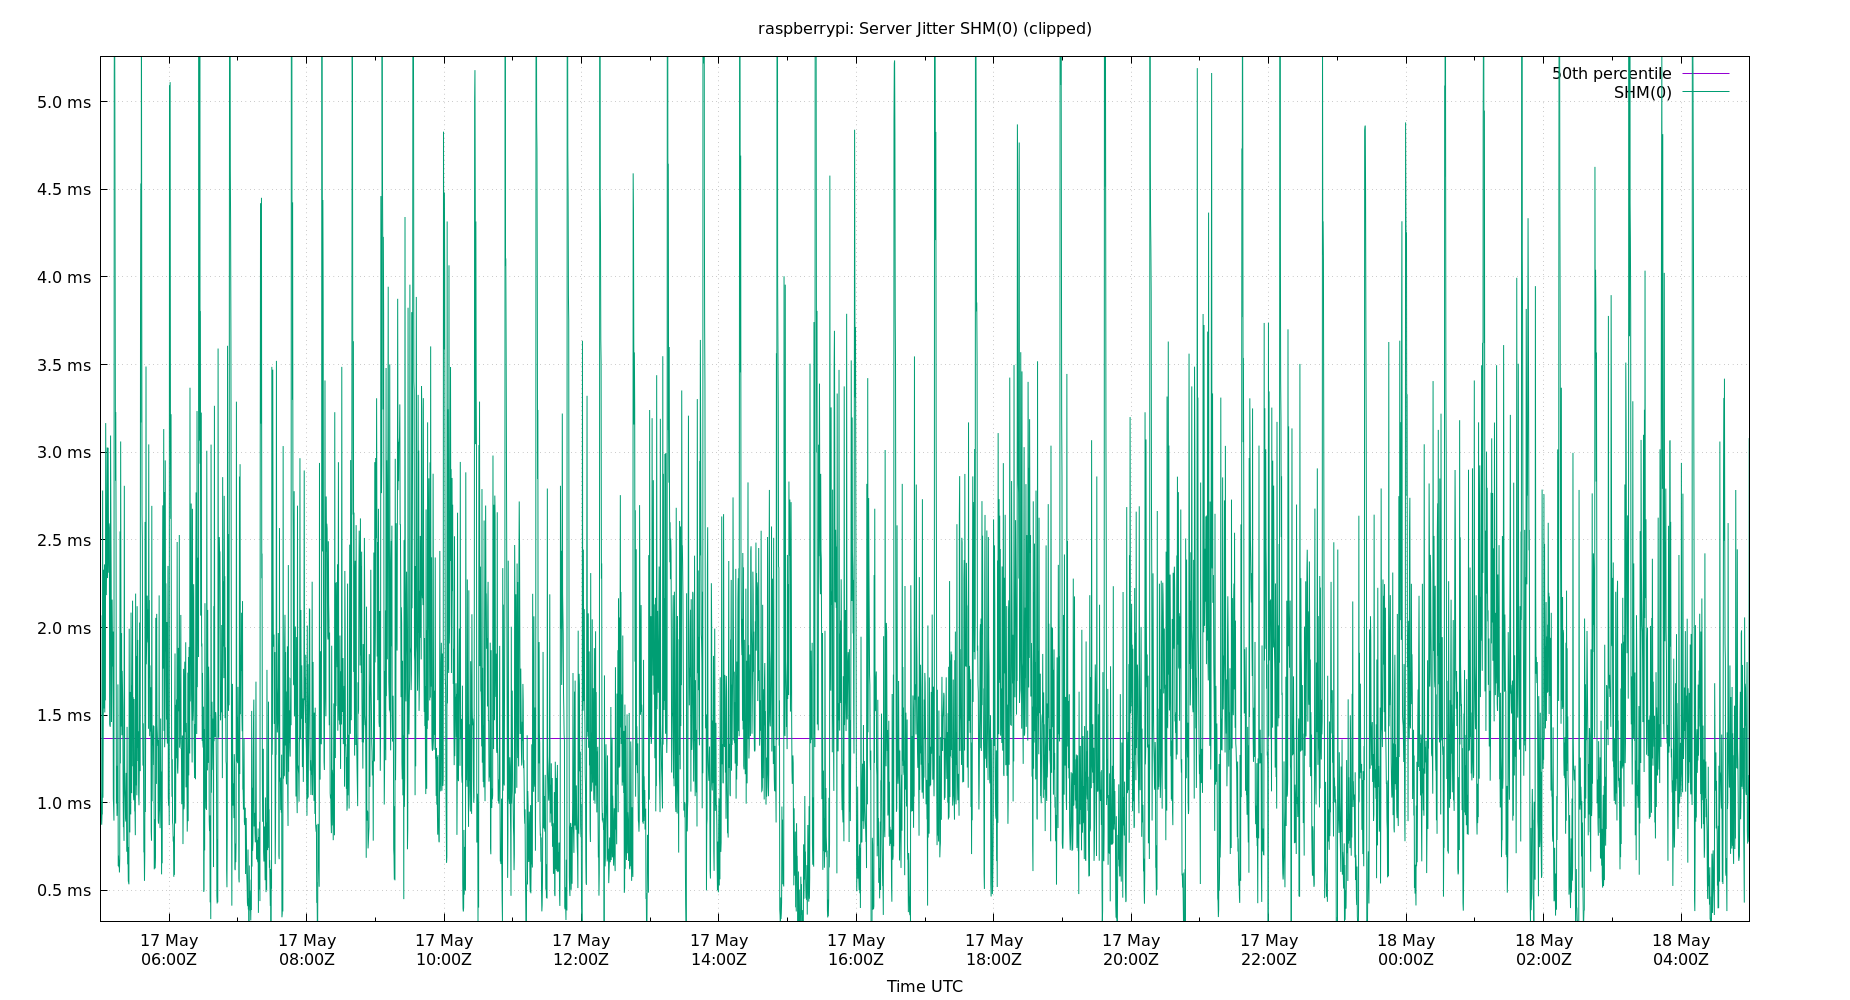 raspberrypi: Server Jitter SHM(0) (clipped)
50th percentile
SHM(0)
5.0 ms
4.5 ms
4.0 ms
3.5 ms
3.0 ms
2.5 ms
2.0 ms
1.5 ms
1.0 ms
0.5 ms
17 May 17 May 17 May 17 May 17 May 17 May 17 May 17 May 17 May 18 May 18 May 18 May
06:00Z 08:00Z 10:00Z 12:00Z 14:00Z 16:00Z 18:00Z 20:00Z 22:00Z 00:00Z 02:00Z 04:00Z
Time UTC